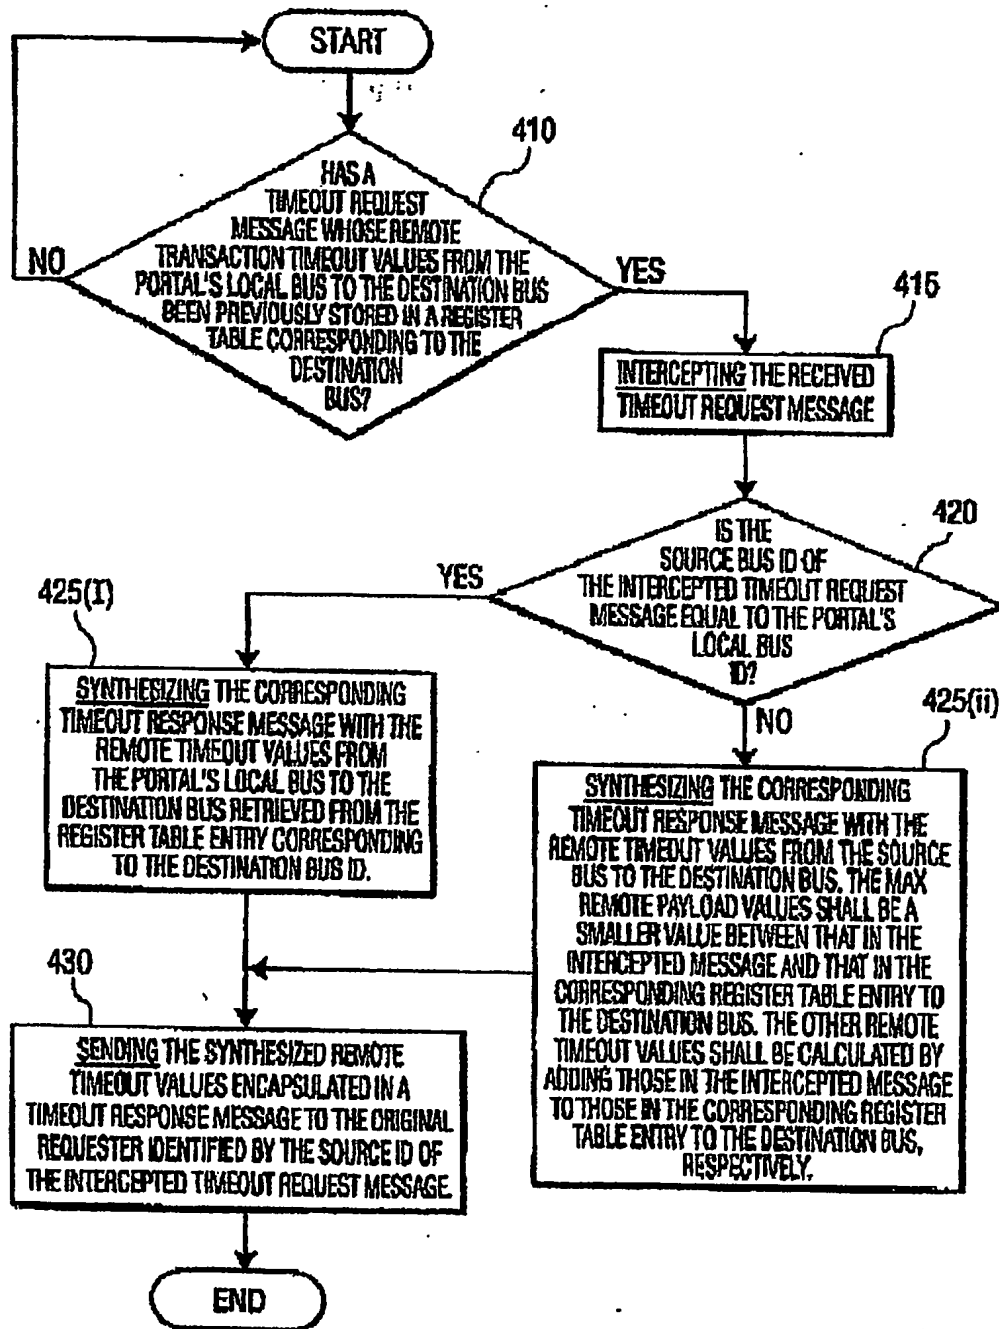 START
410
HAS A
TIMEOUT REQUEST
MESSAGE WHOSE REMOTE
TRANSACTION TIMEOUT VALUES FROM THE
PORTAL'S LOCAL BUS TO THE DESTINATION BUS
BEEN PREVIOUSLY STORED IN A REGISTER
TABLE CORRESPONDING TO THE
DESTINATION
BUS?
NO
YES
415
INTERCEPTING THE RECEIVED
TIMEOUT REQUEST MESSAGE
420
IS THE
SOURCE BUS ID OF
THE INTERCEPTED TIMEOUT REQUEST
MESSAGE EQUAL TO THE PORTAL'S
LOCAL BUS
ID?
YES
NO
425(I)
SYNTHESIZING THE CORRESPONDING
TIMEOUT RESPONSE MESSAGE WITH THE
REMOTE TIMEOUT VALUES FROM
THE PORTAL'S LOCAL BUS TO THE
DESTINATION BUS RETRIEVED FROM THE
REGISTER TABLE ENTRY CORRESPONDING
TO THE DESTINATION BUS ID.
425(ii)
SYNTHESIZING THE CORRESPONDING
TIMEOUT RESPONSE MESSAGE WITH THE
REMOTE TIMEOUT VALUES FROM THE SOURCE
BUS TO THE DESTINATION BUS. THE MAX
REMOTE PAYLOAD VALUES SHALL BE A
SMALLER VALUE BETWEEN THAT IN THE
INTERCEPTED MESSAGE AND THAT IN THE
CORRESPONDING REGISTER TABLE ENTRY TO
THE DESTINATION BUS. THE OTHER REMOTE
TIMEOUT VALUES SHALL BE CALCULATED BY
ADDING THOSE IN THE INTERCEPTED MESSAGE
TO THOSE IN THE CORRESPONDING REGISTER
TABLE ENTRY TO THE DESTINATION BUS,
RESPECTIVELY.
430
SENDING THE SYNTHESIZED REMOTE
TIMEOUT VALUES ENCAPSULATED IN A
TIMEOUT RESPONSE MESSAGE TO THE ORIGINAL
REQUESTER IDENTIFIED BY THE SOURCE ID OF
THE INTERCEPTED TIMEOUT REQUEST MESSAGE.
END